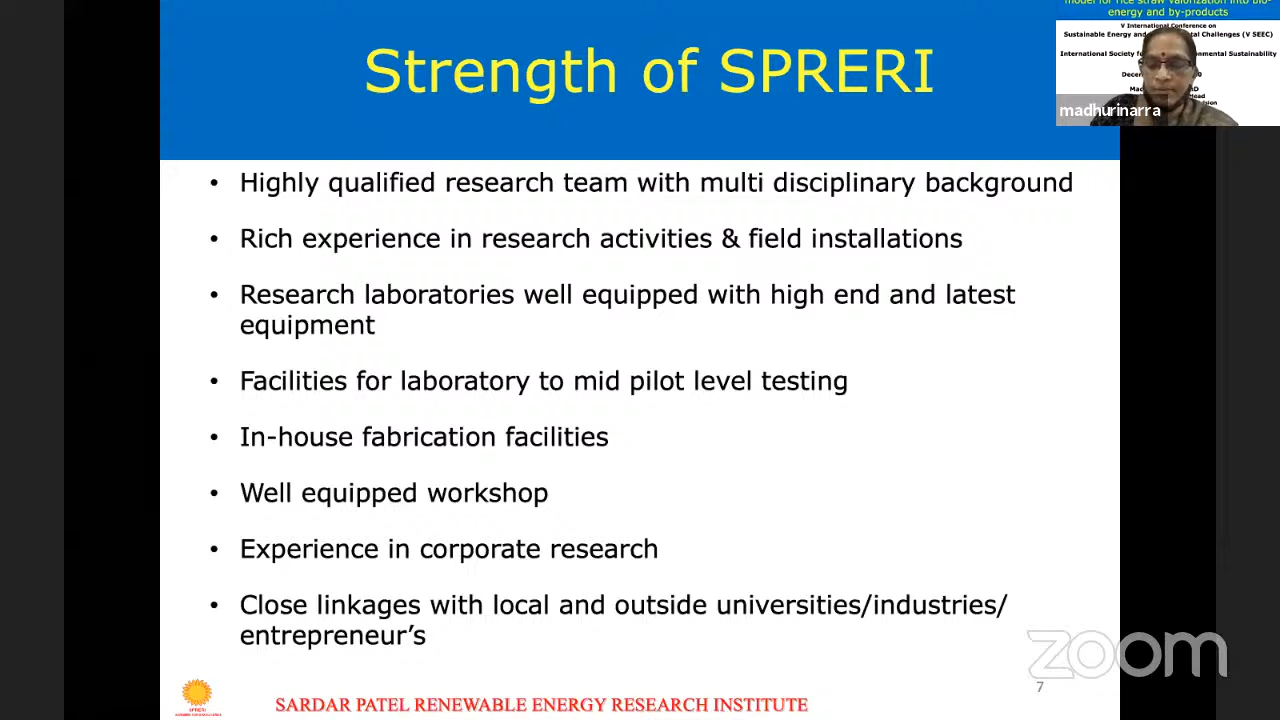 Strength of SPRERI
model for rice straw valorization into bio-
energy and by-products
V International Conference on
Sustainable Energy and Challenges (V SEEC)
International Society Environmental Sustainability
madhurinarra
• Highly qualified research team with multi disciplinary background
• Rich experience in research activities & field installations
• Research laboratories well equipped with high end and latest
equipment
• Facilities for laboratory to mid pilot level testing
• In-house fabrication facilities
• Well equipped workshop
• Experience in corporate research
• Close linkages with local and outside universities/industries/
entrepreneur’s
zoom
7
SPRERI
SARDAR PATEL RENEWABLE ENERGY RESEARCH INSTITUTE